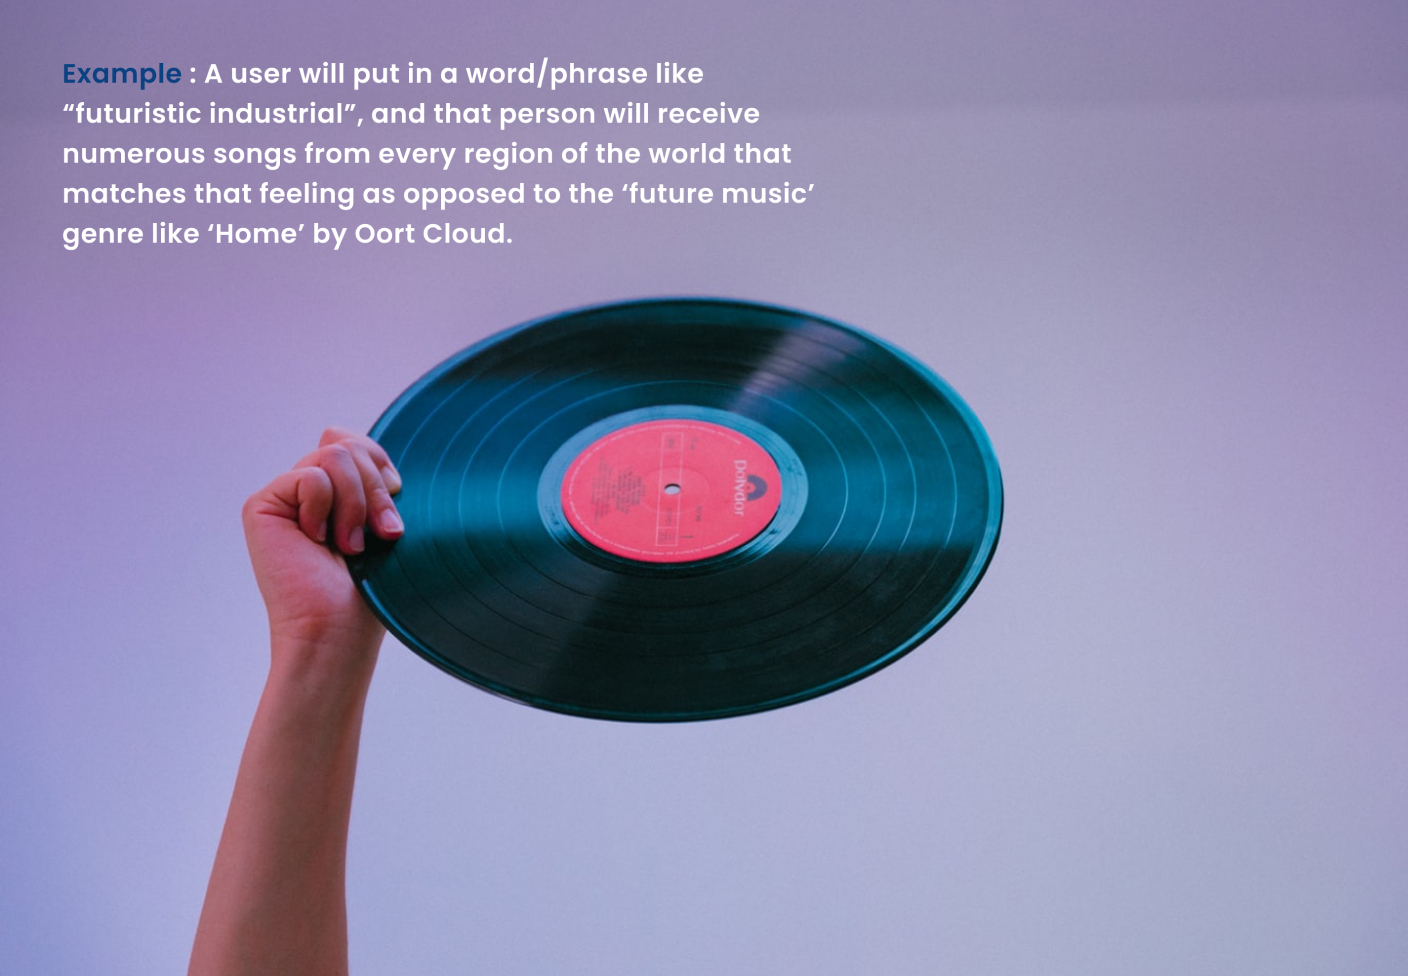 Example : A user will put in a word/phrase like
“futuristic industrial”, and that person will receive
numerous songs from every region of the world that
matches that feeling as opposed to the ‘future music’
genre like ‘Home’ by Oort Cloud.
Polydor